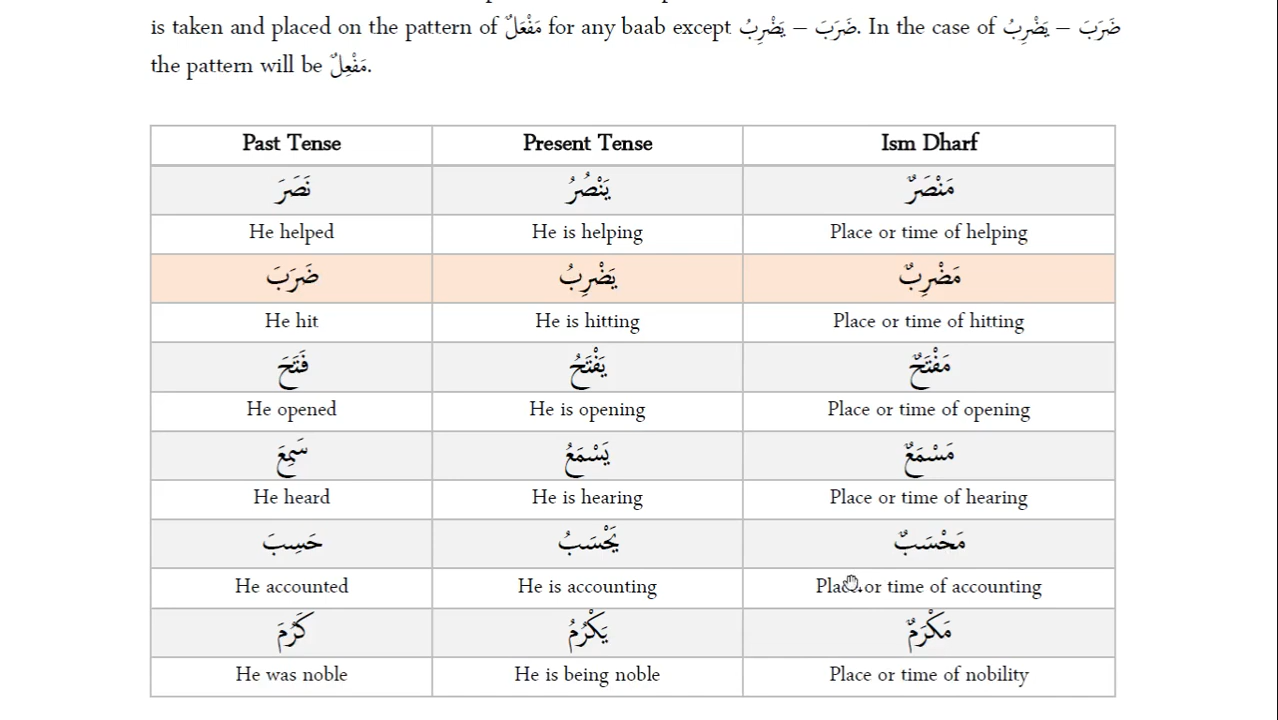 is taken and placed on the pattern of مَفْعَلٌ for any baab except ضَرَبَ – يَضْرِبُ. In the case of ضَرَبَ – يَضْرِبُ
the pattern will be مَفْعِلٌ.
Past Tense Present Tense Ism Dharf
نَصَرَ يَنْصُرُ مَنْصَرٌ
He helped He is helping Place or time of helping
ضَرَبَ يَضْرِبُ مَضْرِبٌ
He hit He is hitting Place or time of hitting
فَتَحَ يَفْتَحُ مَفْتَحٌ
He opened He is opening Place or time of opening
سَمِعَ يَسْمَعُ مَسْمَعٌ
He heard He is hearing Place or time of hearing
حَسِبَ يَحْسَبُ مَحْسَبٌ
He accounted He is accounting Place or time of accounting
كَرُمَ يَكْرُمُ مَكْرَمٌ
He was noble He is being noble Place or time of nobility